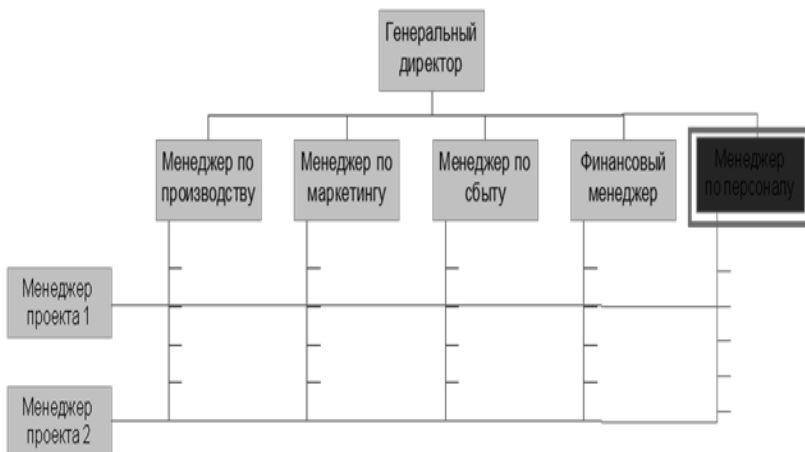 Генеральный
директор
Менеджер по
производству
Менеджер по
маркетингу
Менеджер по
сбыту
Финансовый
менеджер
Менеджер
по персоналу
Менеджер
проекта 1
Менеджер
проекта 2